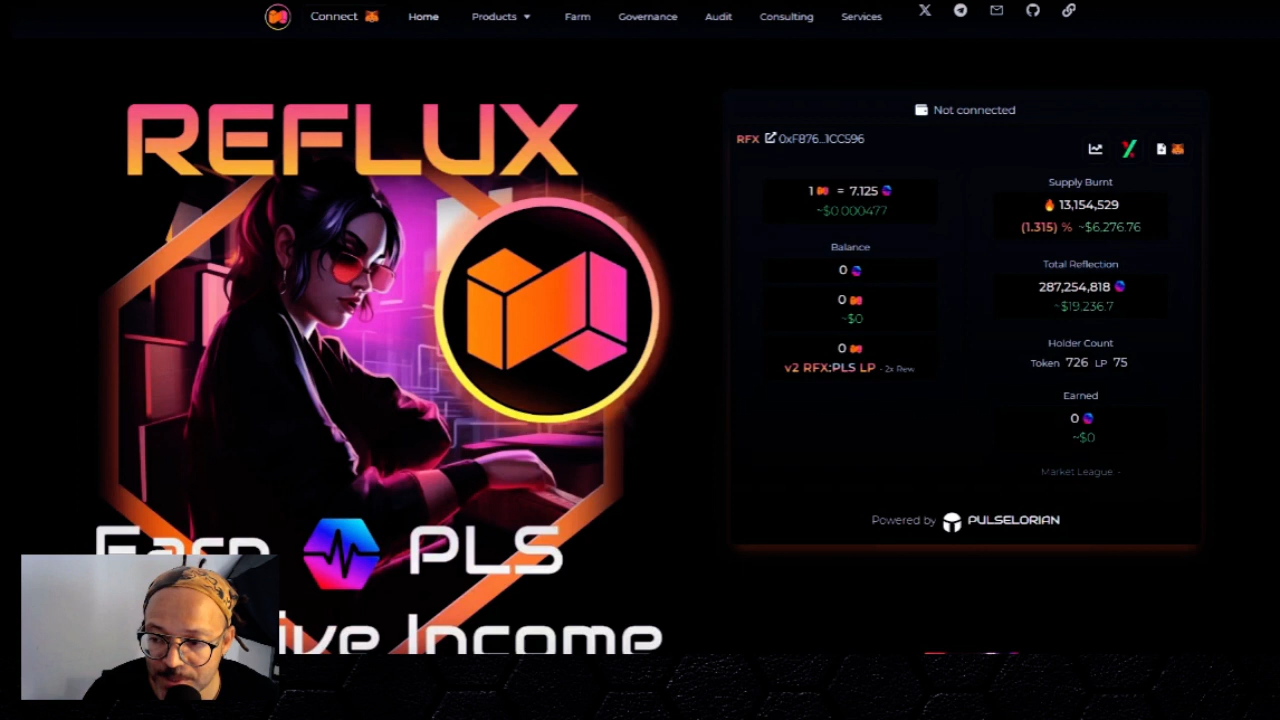 Connect Home Products Farm Governance Audit Consulting Services
REFLUX
Earn PLS
ive Income
Not connected
RFX 0xF876...1CC596
1 = 7.125
~$0.000477
Balance
0
0
~$0
0
v2 RFX:PLS LP - 2x Rew
Supply Burnt
13,154,529
(1.315) % ~$6,276.76
Total Reflection
287,254,818
~$19,236.7
Holder Count
Token 726 LP 75
Earned
0
~$0
Market League -
Powered by PULSELORIAN